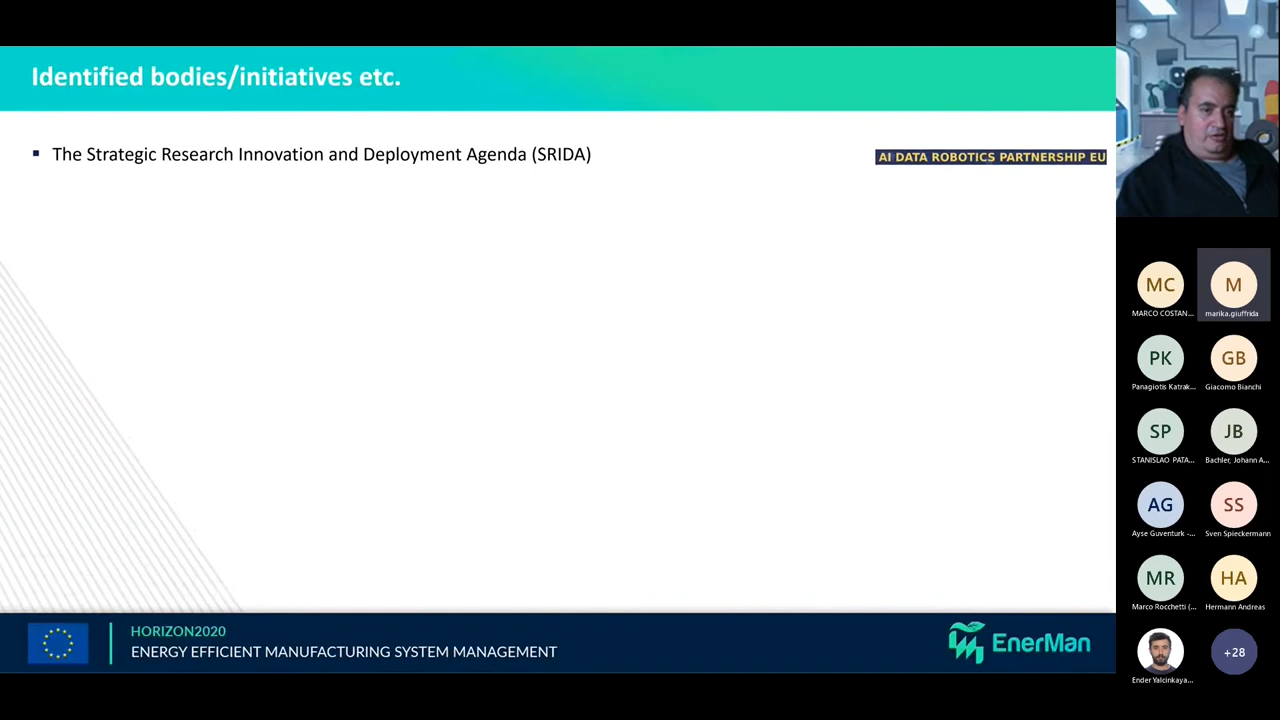 Identified bodies/initiatives etc.
▪ The Strategic Research Innovation and Deployment Agenda (SRIDA)
AI DATA ROBOTICS PARTNERSHIP EU
HORIZON2020
ENERGY EFFICIENT MANUFACTURING SYSTEM MANAGEMENT
EnerMan
MC
MARCO COSTAN...
M
marika.giuffrida
PK
Panagiotis Katrak...
GB
Giacomo Bianchi
SP
STANISLAO PATA...
JB
Bachler, Johann A...
AG
Ayse Guventurk -...
SS
Sven Spieckermann
MR
Marco Rocchetti (...
HA
Hermann Andreas
Ender Yalcinkaya...
+28